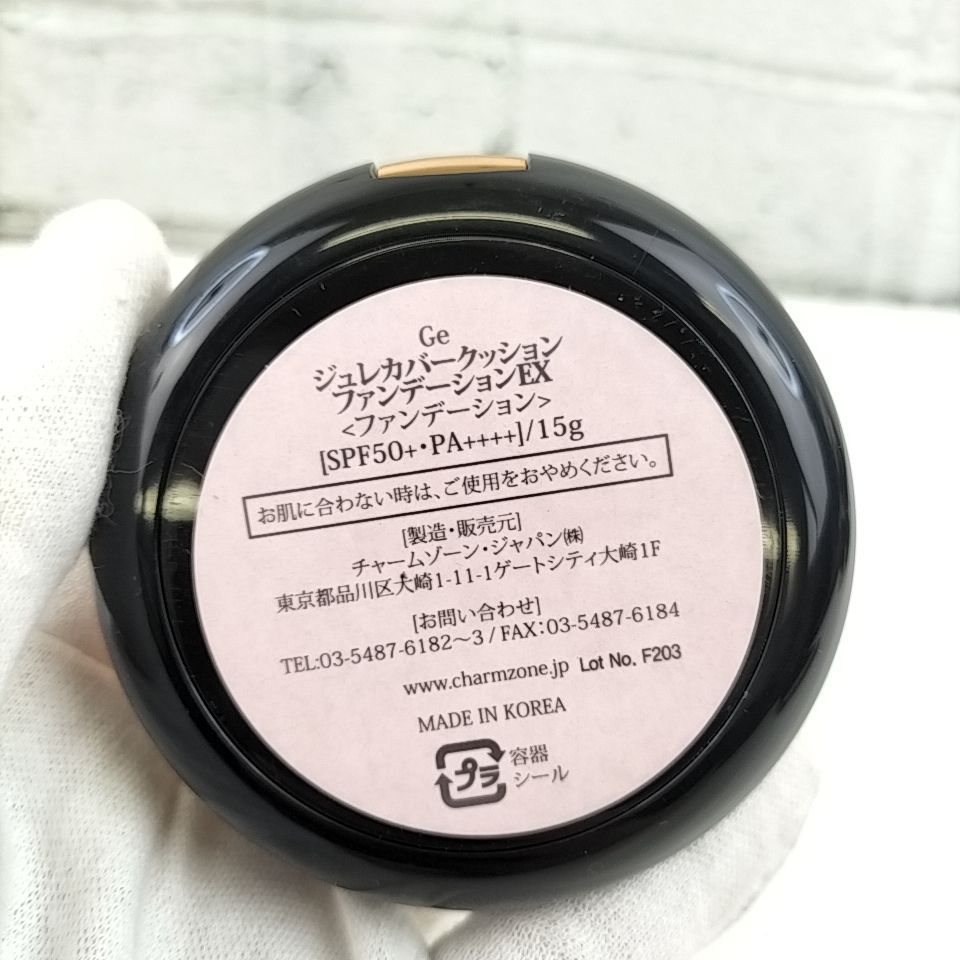 Ge
ジュレカバークッション
ファンデーションEX
<ファンデーション>
[SPF50+・PA++++]/15g
お肌に合わない時は、ご使用をおやめください。
[製造・販売元]
チャームゾーン・ジャパン㈱
東京都品川区大崎1-11-1ゲートシティ大崎1F
[お問い合わせ]
TEL:03-5487-6182〜3 / FAX:03-5487-6184
www.charmzone.jp Lot No. F203
MADE IN KOREA
プラ 容器
シール